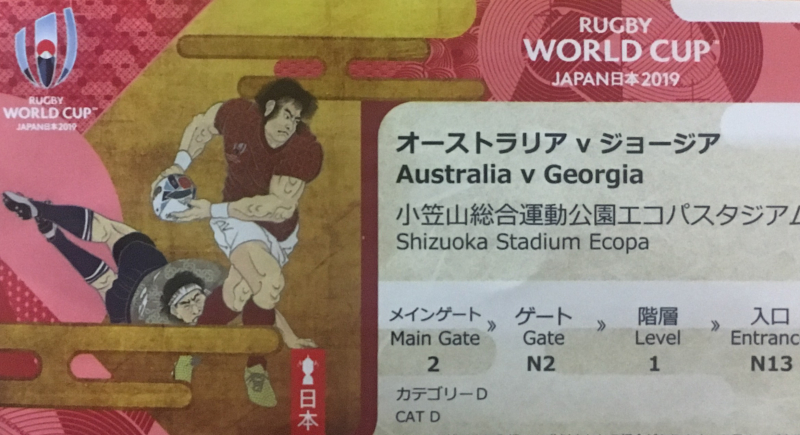 RUGBY
WORLD CUP™
JAPAN日本2019
RUGBY
WORLD CUP™
JAPAN日本2019
オーストラリア v ジョージア
Australia v Georgia
小笠山総合運動公園エコパスタジアム
Shizuoka Stadium Ecopa
メインゲート » ゲート » 階層 » 入口
Main Gate Gate Level Entrance
2 N2 1 N13
カテゴリーD
CAT D
日本